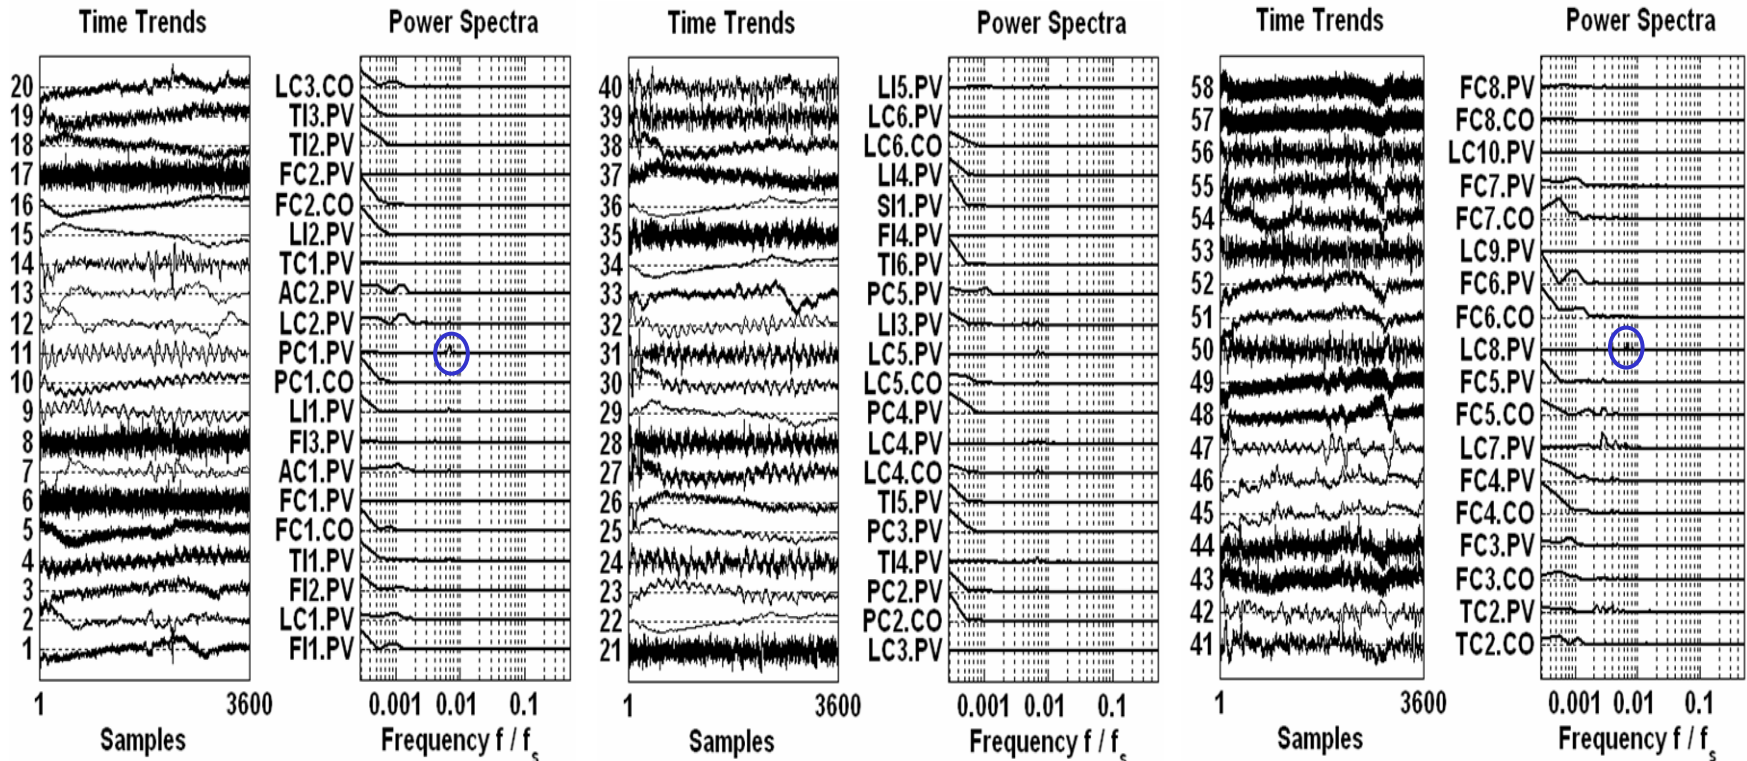 Time Trends Power Spectra Time Trends Power Spectra Time Trends Power Spectra
20 LC3.CO
19 TI3.PV
18 TI2.PV
17 FC2.PV
16 FC2.CO
15 LI2.PV
14 TC1.PV
13 AC2.PV
12 LC2.PV
11 PC1.PV
10 PC1.CO
9 LI1.PV
8 FI3.PV
7 AC1.PV
6 FC1.PV
5 FC1.CO
4 TI1.PV
3 FI2.PV
2 LC1.PV
1 FI1.PV
1 3600
Samples
0.001 0.01 0.1
Frequency f / fs
40 LI5.PV
39 LC6.PV
38 LC6.CO
37 LI4.PV
36 SI1.PV
35 FI4.PV
34 TI6.PV
33 PC5.PV
32 LI3.PV
31 LC5.PV
30 LC5.CO
29 PC4.PV
28 LC4.PV
27 LC4.CO
26 TI5.PV
25 PC3.PV
24 TI4.PV
23 PC2.PV
22 PC2.CO
21 LC3.PV
1 3600
Samples
0.001 0.01 0.1
Frequency f / fs
58 FC8.PV
57 FC8.CO
56 LC10.PV
55 FC7.PV
54 FC7.CO
53 LC9.PV
52 FC6.PV
51 FC6.CO
50 LC8.PV
49 FC5.PV
48 FC5.CO
47 LC7.PV
46 FC4.PV
45 FC4.CO
44 FC3.PV
43 FC3.CO
42 TC2.PV
41 TC2.CO
1 3600
Samples
0.001 0.01 0.1
Frequency f / fs